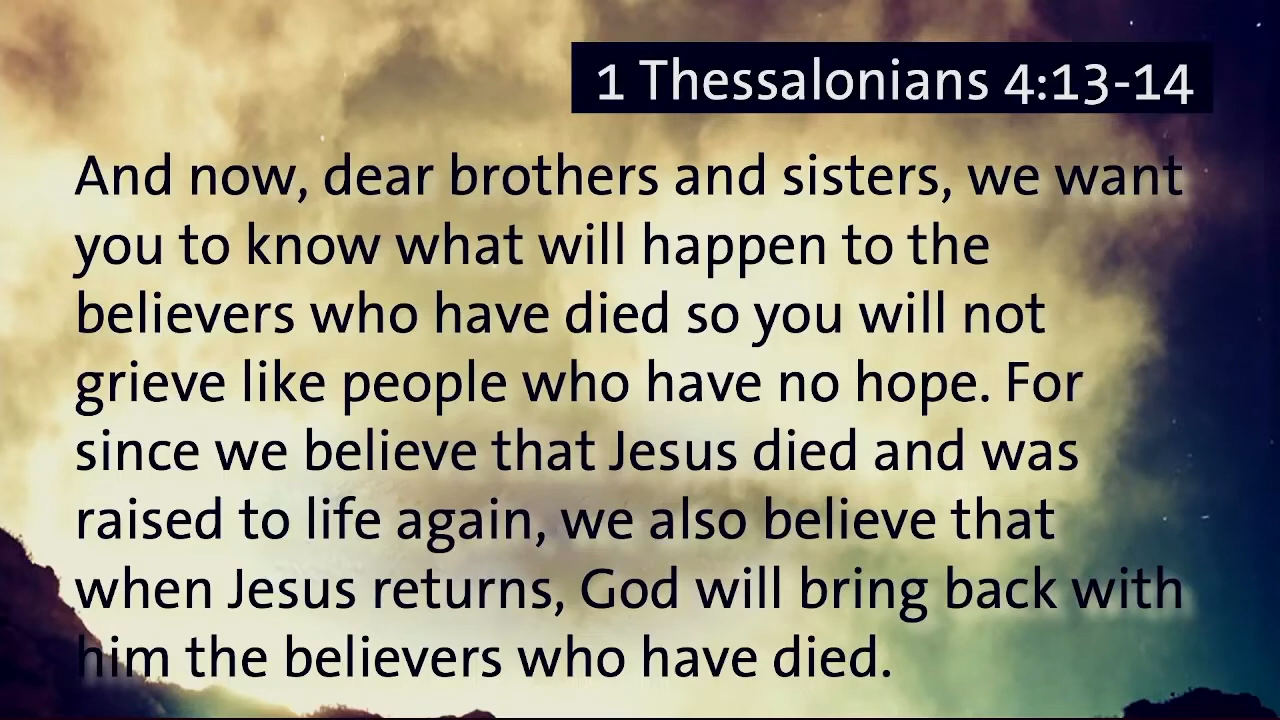 1 Thessalonians 4:13-14
And now, dear brothers and sisters, we want
you to know what will happen to the
believers who have died so you will not
grieve like people who have no hope. For
since we believe that Jesus died and was
raised to life again, we also believe that
when Jesus returns, God will bring back with
him the believers who have died.